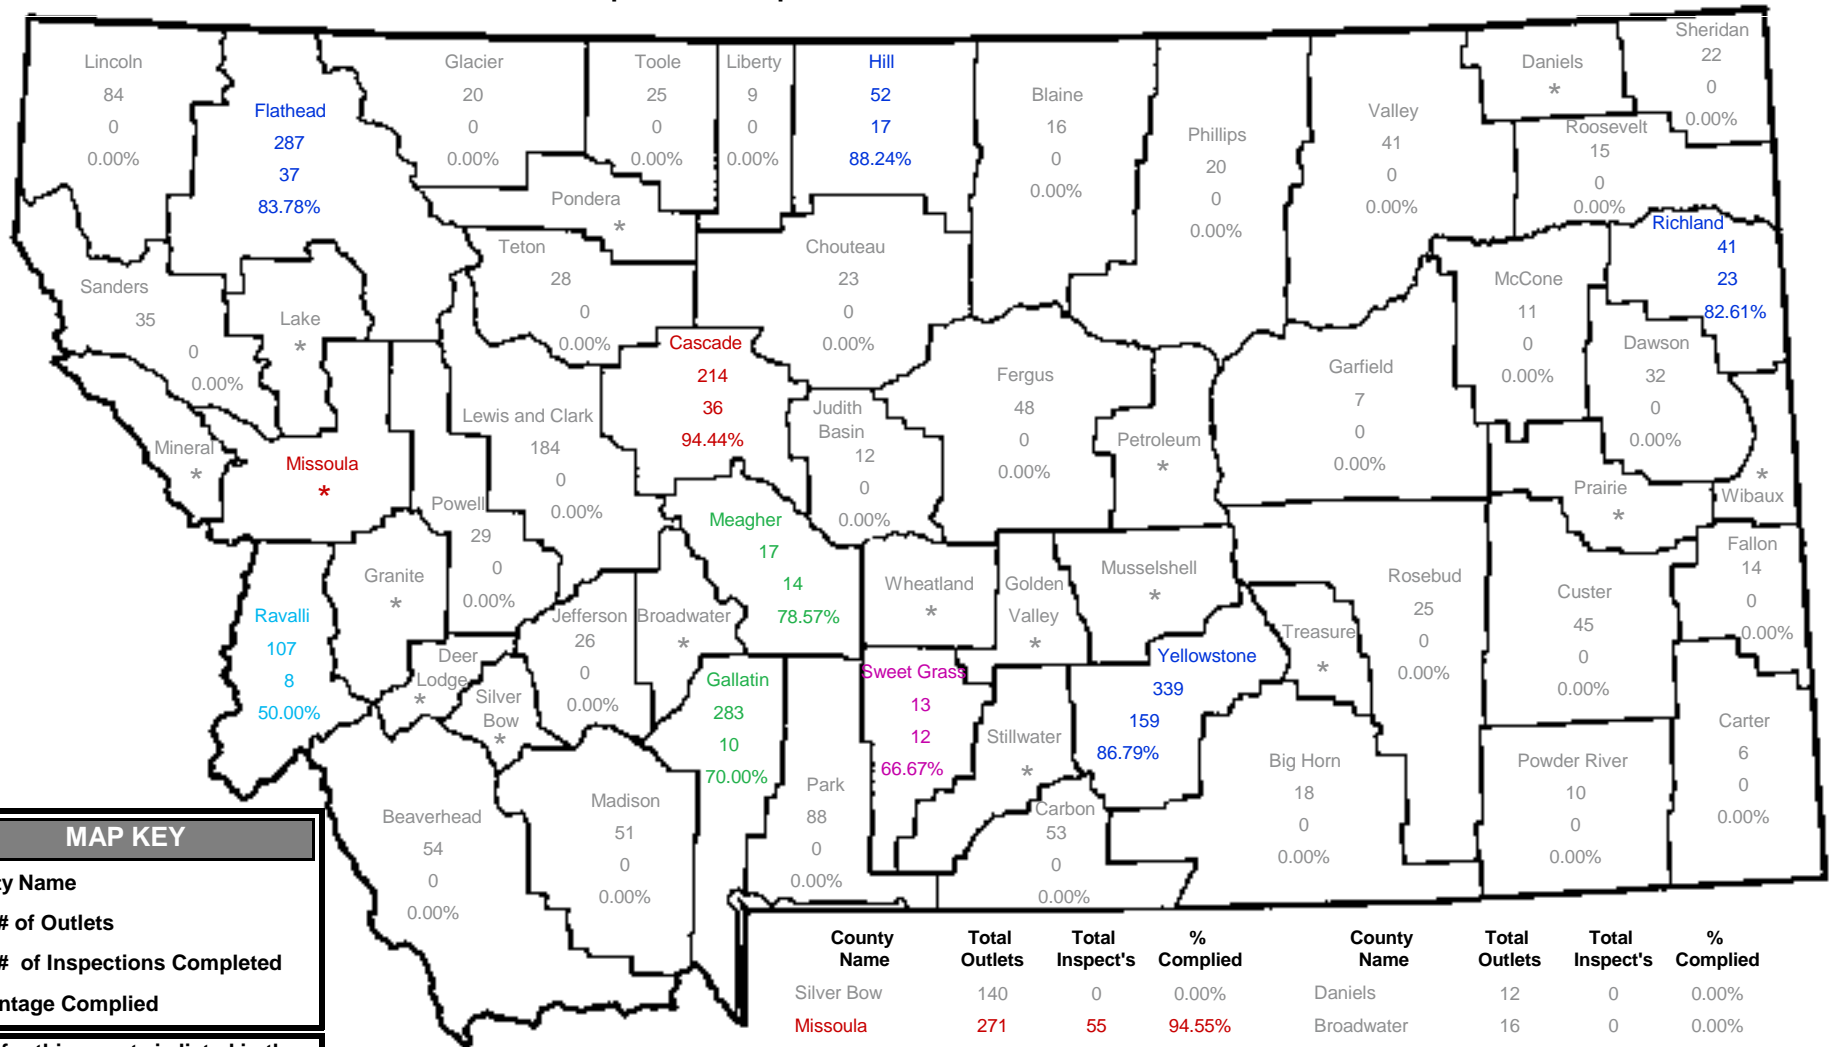 Lincoln
84
0
0.00%
Flathead
287
37
83.78%
Glacier
20
0
0.00%
Toole
25
0
0.00%
Liberty
9
0
0.00%
Hill
52
17
88.24%
Blaine
16
0
0.00%
Phillips
20
0
0.00%
Valley
41
0
0.00%
Daniels
*
Sheridan
22
0
0.00%
Roosevelt
15
0
0.00%
Richland
41
23
82.61%
Pondera
*
Teton
28
0
0.00%
Chouteau
23
0
0.00%
Sanders
35
0
0.00%
Lake
*
Cascade
214
36
94.44%
McCone
11
0
0.00%
Dawson
32
0
0.00%
Garfield
7
0
0.00%
Fergus
48
0
0.00%
Petroleum
*
Judith
Basin
12
0
0.00%
Lewis and Clark
184
0
0.00%
Mineral
*
Missoula
*
Powell
29
0
0.00%
Meagher
17
14
78.57%
Prairie
*
*
Wibaux
Fallon
14
0
0.00%
Custer
45
0
0.00%
Rosebud
25
0
0.00%
Musselshell
*
Golden
Valley
*
Wheatland
*
Granite
*
Ravalli
107
8
50.00%
Jefferson
26
0
0.00%
Broadwater
*
Deer
Lodge
*
Silver
Bow
*
Gallatin
283
10
70.00%
Sweet Grass
13
12
66.67%
Stillwater
*
Yellowstone
339
159
86.79%
Treasure
*
Big Horn
18
0
0.00%
Powder River
10
0
0.00%
Carter
6
0
0.00%
Park
88
0
0.00%
Carbon
53
0
0.00%
Madison
51
0
0.00%
Beaverhead
54
0
0.00%
MAP KEY
y Name
# of Outlets
# of Inspections Completed
ntage Complied
County Total Total % County Total Total %
Name Outlets Inspect's Complied Name Outlets Inspect's Complied
Silver Bow 140 0 0.00% Daniels 12 0 0.00%
Missoula 271 55 94.55% Broadwater 16 0 0.00%